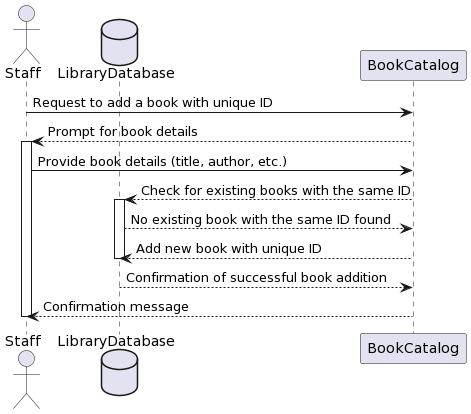 Staff
LibraryDatabase
BookCatalog
Request to add a book with unique ID
Prompt for book details
Provide book details (title, author, etc.)
Check for existing books with the same ID
No existing book with the same ID found
Add new book with unique ID
Confirmation of successful book addition
Confirmation message
Staff
LibraryDatabase
BookCatalog